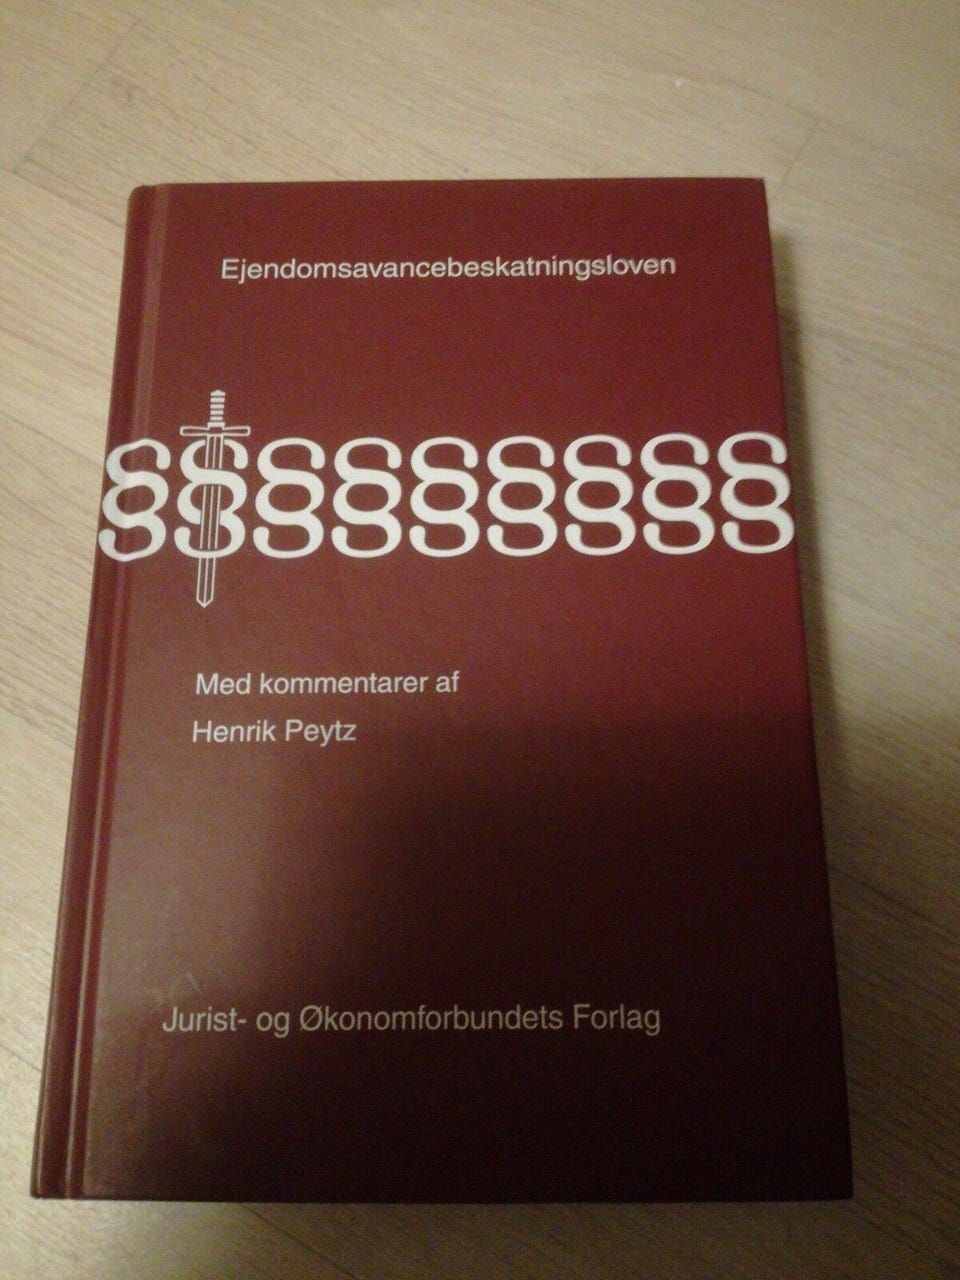 Ejendomsavancebeskatningsloven
§§§§§§§§§
Med kommentarer af
Henrik Peytz
Jurist- og Økonomforbundets Forlag